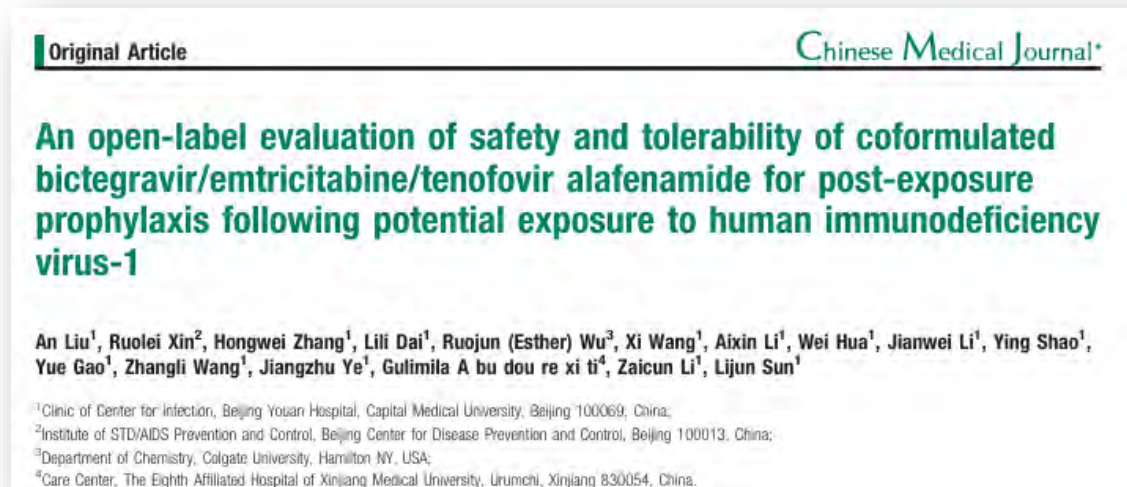 Original Article
Chinese Medical Journal
An open-label evaluation of safety and tolerability of coformulated
bictegravir/emtricitabine/tenofovir alafenamide for post-exposure
prophylaxis following potential exposure to human immunodeficiency
virus-1
An Liu¹, Ruolei Xin², Hongwei Zhang¹, Lili Dai¹, Ruojun (Esther) Wu³, Xi Wang¹, Aixin Li¹, Wei Hua¹, Jianwei Li¹, Ying Shao¹,
Yue Gao¹, Zhangli Wang¹, Jiangzhu Ye¹, Gulimila A bu dou re xi ti⁴, Zaicun Li¹, Lijun Sun¹
¹Clinic of Center for Infection, Beijing Youan Hospital, Capital Medical University, Beijing 100069, China;
²Institute of STD/AIDS Prevention and Control, Beijing Center for Disease Prevention and Control, Beijing 100013, China;
³Department of Chemistry, Colgate University, Hamilton NY, USA;
⁴Care Center, The Eighth Affiliated Hospital of Xinjiang Medical University, Urumchi, Xinjiang 830054, China.